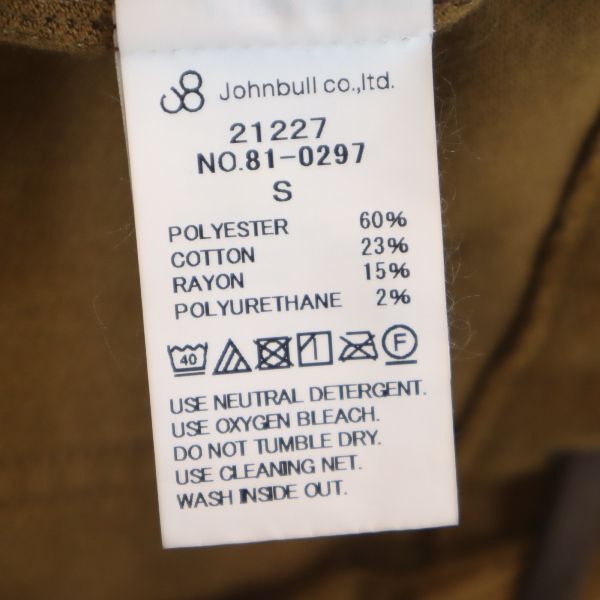 Johnbull co.,ltd.
21227
NO.81-0297
S
POLYESTER 60%
COTTON 23%
RAYON 15%
POLYURETHANE 2%
40 F
USE NEUTRAL DETERGENT.
USE OXYGEN BLEACH.
DO NOT TUMBLE DRY.
USE CLEANING NET.
WASH INSIDE OUT.